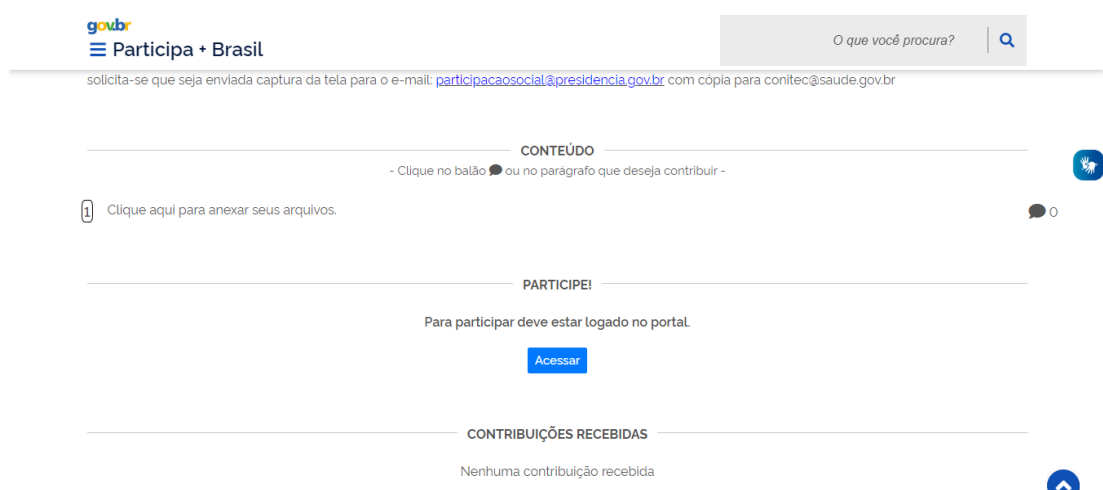 gov.br
Participa + Brasil
O que você procura?
solicita-se que seja enviada captura da tela para o e-mail: participacaosocial@presidencia.gov.br com cópia para conitec@saude.gov.br
CONTEÚDO
- Clique no balão ou no parágrafo que deseja contribuir -
1 Clique aqui para anexar seus arquivos. 0
PARTICIPE!
Para participar deve estar logado no portal.
Acessar
CONTRIBUIÇÕES RECEBIDAS
Nenhuma contribuição recebida